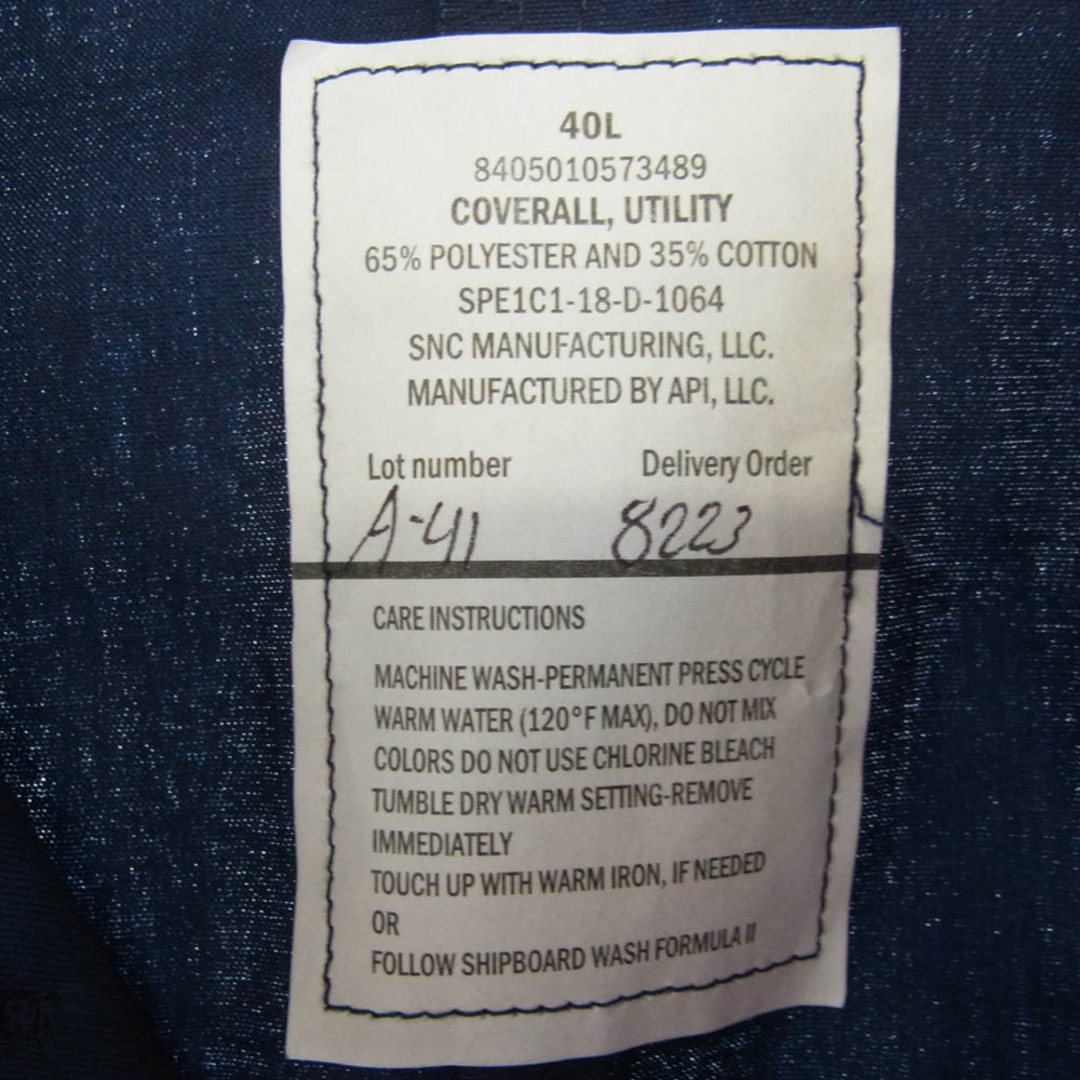 40L
8405010573489
COVERALL, UTILITY
65% POLYESTER AND 35% COTTON
SPE1C1-18-D-1064
SNC MANUFACTURING, LLC.
MANUFACTURED BY API, LLC.
Lot number Delivery Order
A-41 8223
CARE INSTRUCTIONS
MACHINE WASH-PERMANENT PRESS CYCLE
WARM WATER (120°F MAX), DO NOT MIX
COLORS DO NOT USE CHLORINE BLEACH
TUMBLE DRY WARM SETTING-REMOVE
IMMEDIATELY
TOUCH UP WITH WARM IRON, IF NEEDED
OR
FOLLOW SHIPBOARD WASH FORMULA II